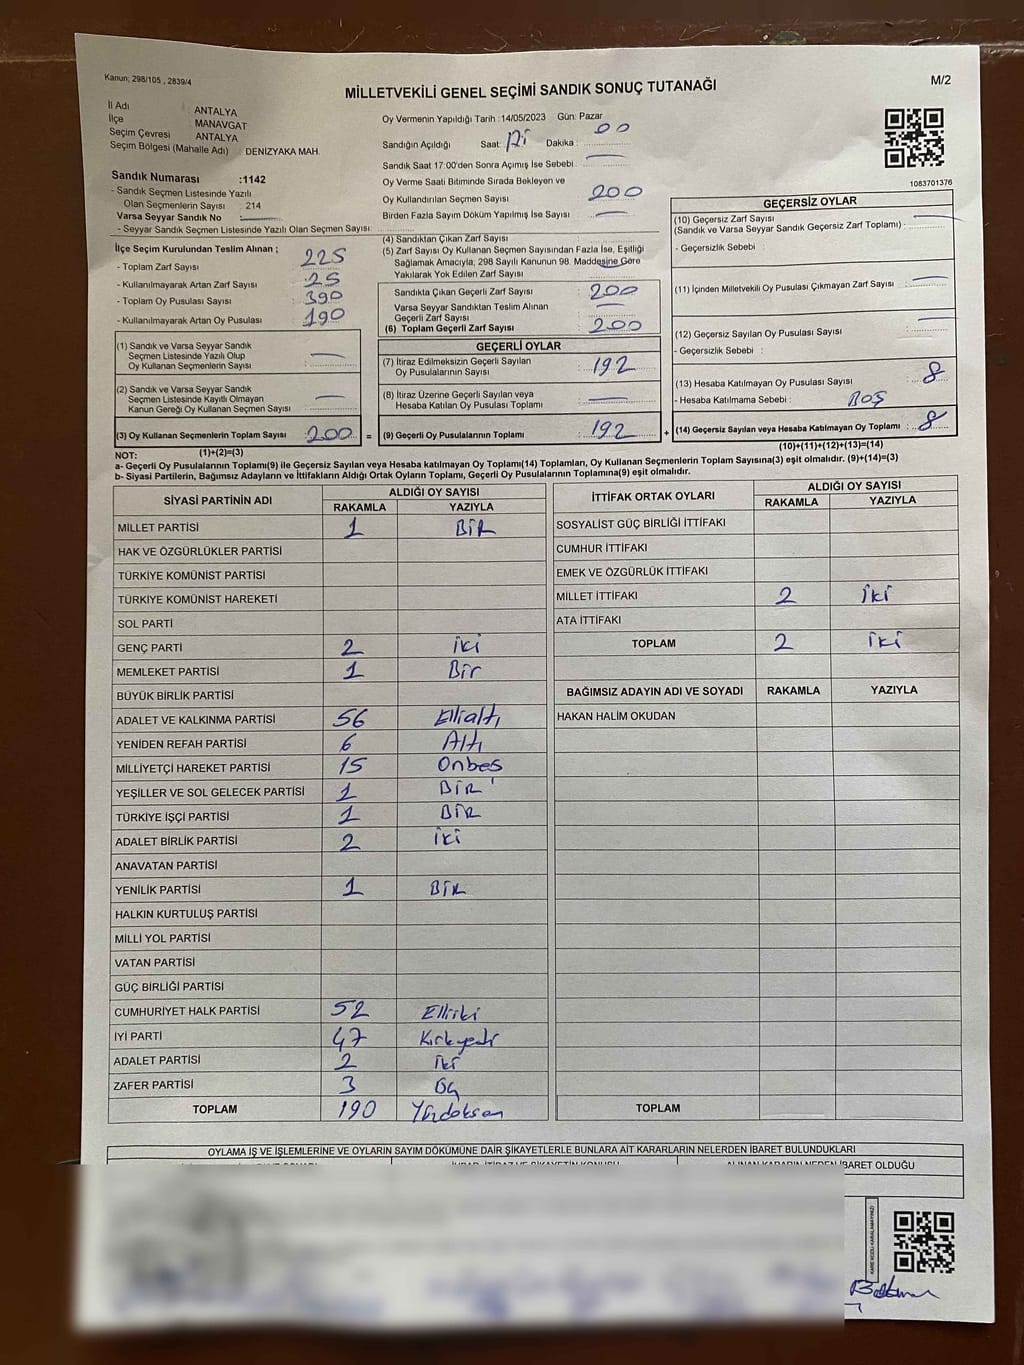 Kanun; 298/105 , 2839/4
M/2
MİLLETVEKİLİ GENEL SEÇİMİ SANDIK SONUÇ TUTANAĞI
İl Adı : ANTALYA
İlçe : MANAVGAT
Seçim Çevresi : ANTALYA
Seçim Bölgesi (Mahalle Adı) : DENİZYAKA MAH.
Sandık Numarası :1142
- Sandık Seçmen Listesinde Yazılı
Olan Seçmenlerin Sayısı : 214
Varsa Seyyar Sandık No
- Seyyar Sandık Seçmen Listesinde Yazılı Olan Seçmen Sayısı:
Oy Vermenin Yapıldığı Tarih :14/05/2023 Gün: Pazar
Sandığın Açıldığı Saat: Dakika : 00
Sandık Saat 17:00'den Sonra Açımış İse Sebebi :
Oy Verme Saati Bitiminde Sırada Bekleyen ve
Oy Kullandırılan Seçmen Sayısı 200
Birden Fazla Sayım Döküm Yapılmış İse Sayısı
1083701376
İlçe Seçim Kurulundan Teslim Alınan ;
- Toplam Zarf Sayısı : 225
- Kullanılmayarak Artan Zarf Sayısı : 25
- Toplam Oy Pusulası Sayısı : 390
- Kullanılmayarak Artan Oy Pusulası : 190
(4) Sandıktan Çıkan Zarf Sayısı :
(5) Zarf Sayısı Oy Kullanan Seçmen Sayısından Fazla İse, Eşitliği
Sağlamak Amacıyla; 298 Sayılı Kanunun 98. Maddesine Göre
Yakılarak Yok Edilen Zarf Sayısı
Sandıkta Çıkan Geçerli Zarf Sayısı : 200
Varsa Seyyar Sandıktan Teslim Alınan
Geçerli Zarf Sayısı
(6) Toplam Geçerli Zarf Sayısı : 200
GEÇERSİZ OYLAR
(10) Geçersiz Zarf Sayısı
(Sandık ve Varsa Seyyar Sandık Geçersiz Zarf Toplamı) -
- Geçersizlik Sebebi :
(11) İçinden Milletvekili Oy Pusulası Çıkmayan Zarf Sayısı :
(12) Geçersiz Sayılan Oy Pusulası Sayısı
- Geçersizlik Sebebi :
(13) Hesaba Katılmayan Oy Pusulası Sayısı : 8
- Hesaba Katılmama Sebebi : BOŞ
(14) Geçersiz Sayılan veya Hesaba Katılmayan Oy Toplamı : 8
(10)+(11)+(12)+(13)=(14)
(1) Sandık ve Varsa Seyyar Sandık
Seçmen Listesinde Yazılı Olup
Oy Kullanan Seçmenlerin Sayısı :
(2) Sandık ve Varsa Seyyar Sandık
Seçmen Listesinde Kayıtlı Olmayan
Kanun Gereği Oy Kullanan Seçmen Sayısı :
(3) Oy Kullanan Seçmenlerin Toplam Sayısı : 200 =
(1)+(2)=(3)
GEÇERLİ OYLAR
(7) İtiraz Edilmeksizin Geçerli Sayılan
Oy Pusulalarının Sayısı : 192
(8) İtiraz Üzerine Geçerli Sayılan veya
Hesaba Katılan Oy Pusulası Toplamı :
(9) Geçerli Oy Pusulalarının Toplamı : 192 +
NOT:
a- Geçerli Oy Pusulalarının Toplamı(9) ile Geçersiz Sayılan veya Hesaba katılmayan Oy Toplamı(14) Toplamları, Oy Kullanan Seçmenlerin Toplam Sayısına(3) eşit olmalıdır. (9)+(14)=(3)
b- Siyasi Partilerin, Bağımsız Adayların ve İttifakların Aldığı Ortak Oyların Toplamı, Geçerli Oy Pusulalarının Toplamına(9) eşit olmalıdır.
SİYASİ PARTİNİN ADI ALDIĞI OY SAYISI
RAKAMLA YAZIYLA
MİLLET PARTİSİ 1 BİR
HAK VE ÖZGÜRLÜKLER PARTİSİ
TÜRKİYE KOMÜNİST PARTİSİ
TÜRKİYE KOMÜNİST HAREKETİ
SOL PARTİ
GENÇ PARTİ 2 iki
MEMLEKET PARTİSİ 1 Bir
BÜYÜK BİRLİK PARTİSİ
ADALET VE KALKINMA PARTİSİ 56 Ellialtı
YENİDEN REFAH PARTİSİ 6 Altı
MİLLİYETÇİ HAREKET PARTİSİ 15 Onbeş
YEŞİLLER VE SOL GELECEK PARTİSİ 1 BİR
TÜRKİYE İŞÇİ PARTİSİ 1 BİR
ADALET BİRLİK PARTİSİ 2 iki
ANAVATAN PARTİSİ
YENİLİK PARTİSİ 1 BİR
HALKIN KURTULUŞ PARTİSİ
MİLLİ YOL PARTİSİ
VATAN PARTİSİ
GÜÇ BİRLİĞİ PARTİSİ
CUMHURİYET HALK PARTİSİ 52 Elliiki
İYİ PARTİ 47 Kırkyedi
ADALET PARTİSİ 2 iki
ZAFER PARTİSİ 3 Üç
TOPLAM 190 Yüzdoksan
İTTİFAK ORTAK OYLARI ALDIĞI OY SAYISI
RAKAMLA YAZIYLA
SOSYALİST GÜÇ BİRLİĞİ İTTİFAKI
CUMHUR İTTİFAKI
EMEK VE ÖZGÜRLÜK İTTİFAKI
MİLLET İTTİFAKI 2 iki
ATA İTTİFAKI
TOPLAM 2 iki
BAĞIMSIZ ADAYIN ADI VE SOYADI RAKAMLA YAZIYLA
HAKAN HALİM OKUDAN
TOPLAM
OYLAMA İŞ VE İŞLEMLERİNE VE OYLARIN SAYIM DÖKÜMÜNE DAİR ŞİKAYETLERLE BUNLARA AİT KARARLARIN NELERDEN İBARET BULUNDUKLARI
ALINAN KARARIN NEDEN İBARET OLDUĞU